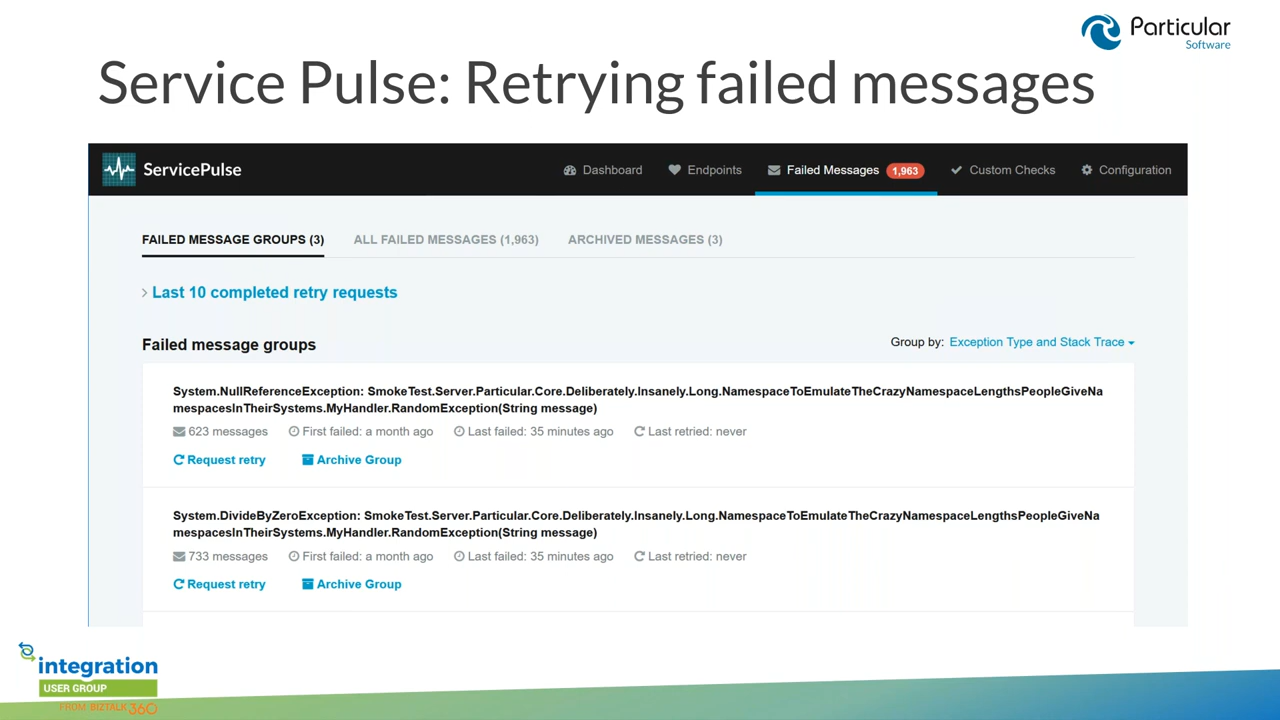 Particular
Software
Service Pulse: Retrying failed messages
ServicePulse
Dashboard
Endpoints
Failed Messages 1,963
Custom Checks
Configuration
FAILED MESSAGE GROUPS (3)
ALL FAILED MESSAGES (1,963)
ARCHIVED MESSAGES (3)
Last 10 completed retry requests
Failed message groups
Group by: Exception Type and Stack Trace
System.NullReferenceException: SmokeTest.Server.Particular.Core.Deliberately.Insanely.Long.NamespaceToEmulateTheCrazyNamespaceLengthsPeopleGiveNa
mespacesInTheirSystems.MyHandler.RandomException(String message)
623 messages First failed: a month ago Last failed: 35 minutes ago Last retried: never
Request retry Archive Group
System.DivideByZeroException: SmokeTest.Server.Particular.Core.Deliberately.Insanely.Long.NamespaceToEmulateTheCrazyNamespaceLengthsPeopleGiveNa
mespacesInTheirSystems.MyHandler.RandomException(String message)
733 messages First failed: a month ago Last failed: 35 minutes ago Last retried: never
Request retry Archive Group
integration
USER GROUP
FROM BIZTALK360